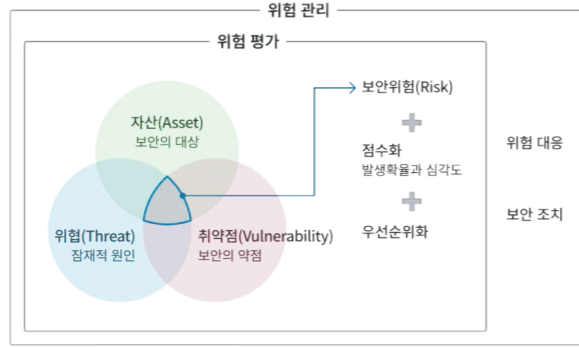 위험 관리
위험 평가
자산(Asset)
보안의 대상
위협(Threat)
잠재적 원인
취약점(Vulnerability)
보안의 약점
보안위험(Risk)
점수화
발생확률과 심각도
우선순위화
위험 대응
보안 조치